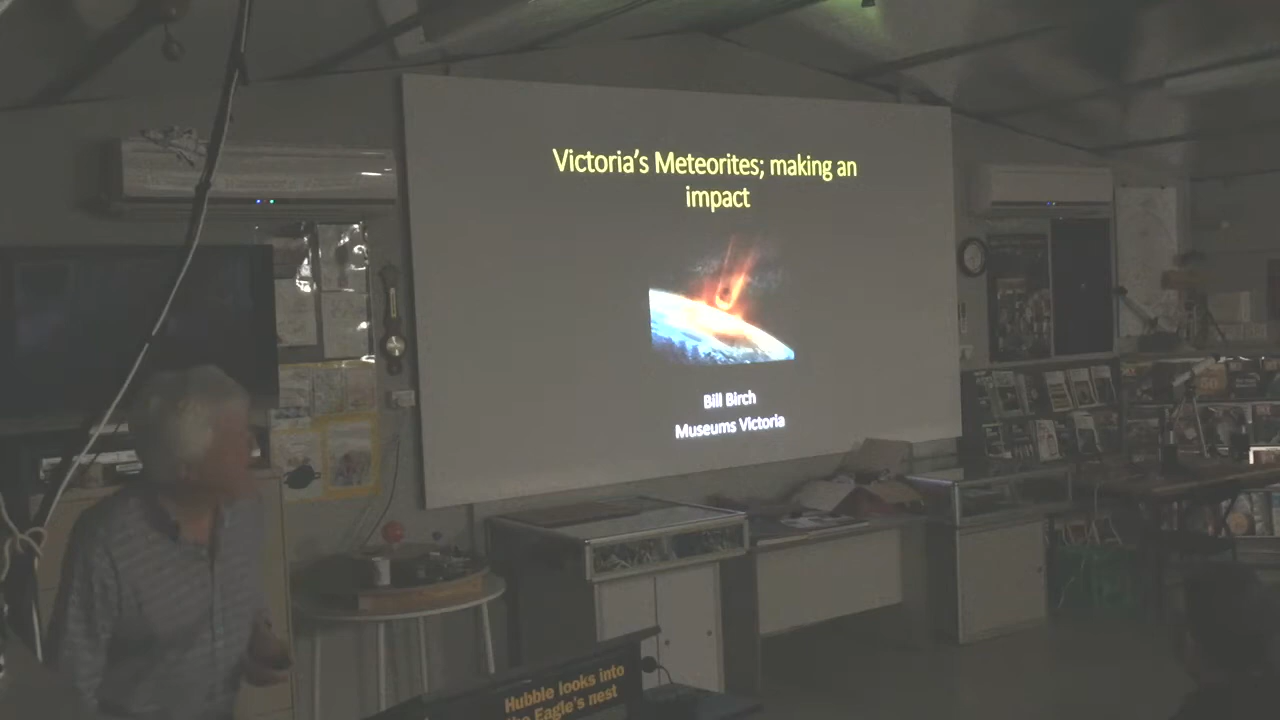 Victoria's Meteorites; making an
impact
Bill Birch
Museums Victoria
Hubble looks into
the Eagle's nest